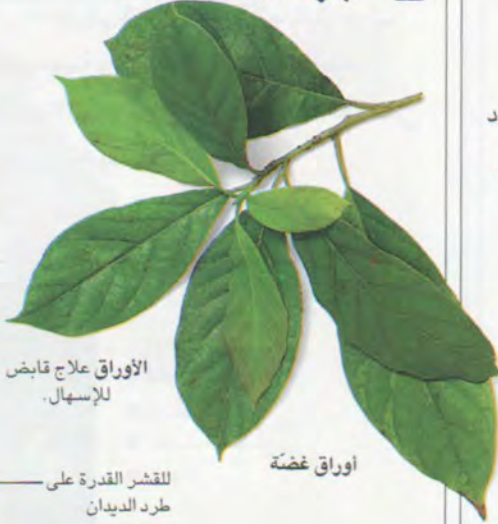 الأوراق علاج قابض
للإسهال.
أوراق غضّة
للقشر القدرة على
طرد الديدان